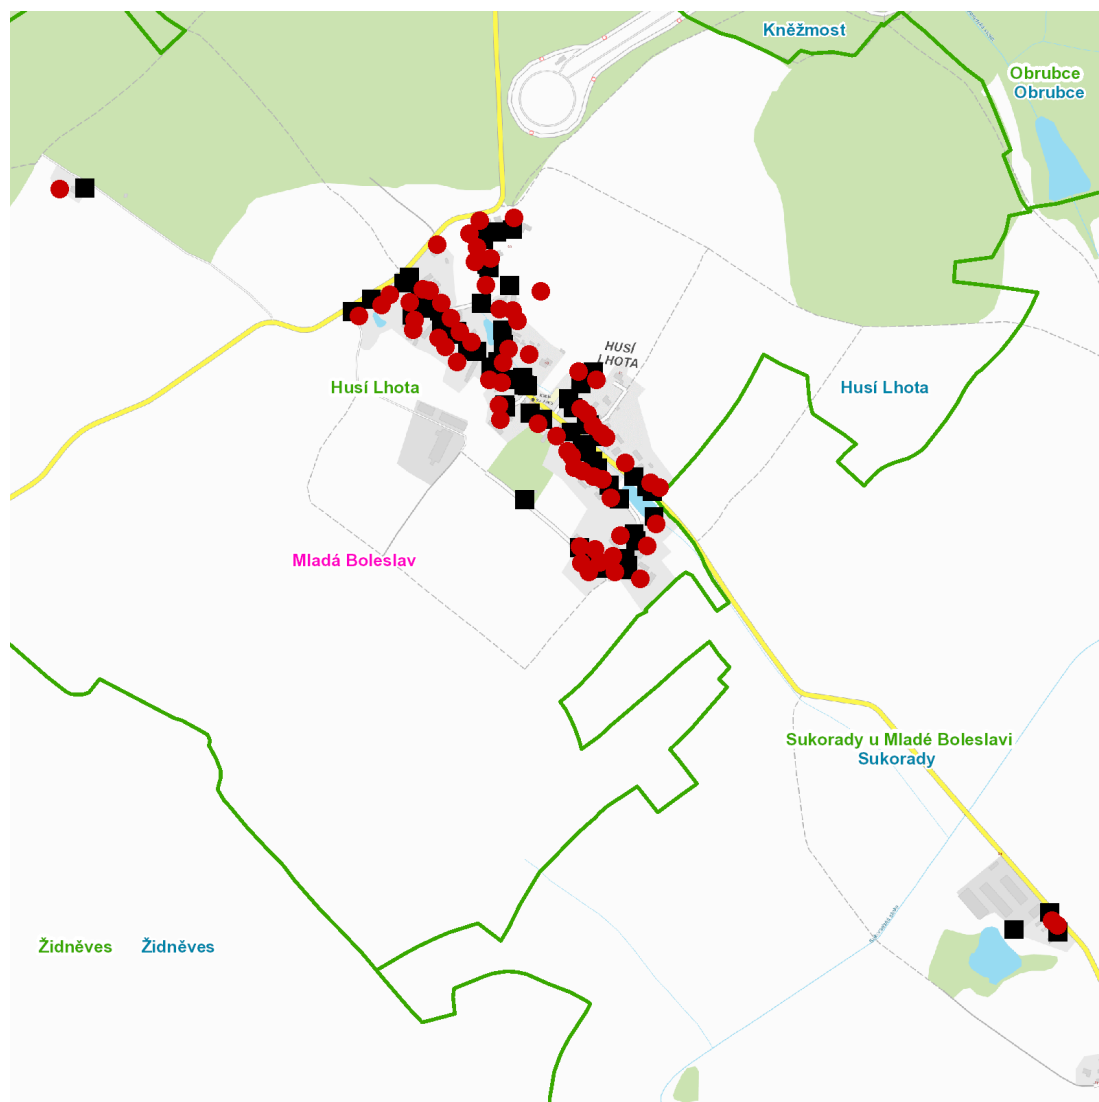 Kněžmost
Obrubce
Obrubce
HUSÍ
LHOTA
Husí Lhota
Husí Lhota
Mladá Boleslav
Sukorady u Mladé Boleslavi
Sukorady
Židněves
Židněves